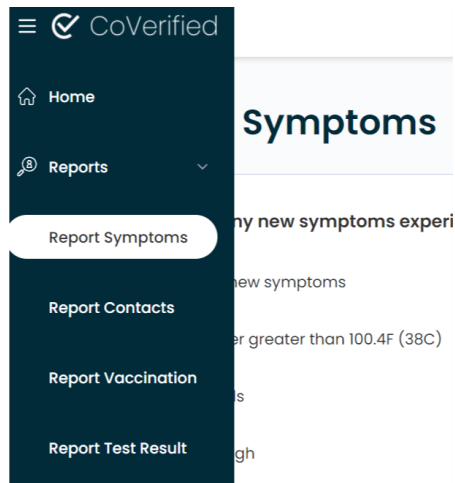 CoVerified
Home
Symptoms
Reports
ny new symptoms experi
Report Symptoms
new symptoms
Report Contacts
er greater than 100.4F (38C)
Report Vaccination
ls
Report Test Result
gh